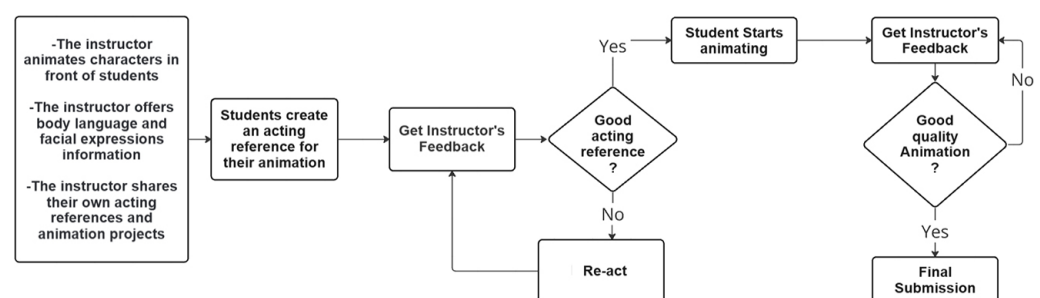 -The instructor
animates characters in
front of students
-The instructor offers
body language and
facial expressions
information
-The instructor shares
their own acting
references and
animation projects
Students create
an acting
reference for
their animation
Get Instructor's
Feedback
Good
acting
reference
?
Yes
No
Re-act
Student Starts
animating
Get Instructor's
Feedback
Good
quality
Animation
?
No
Yes
Final
Submission